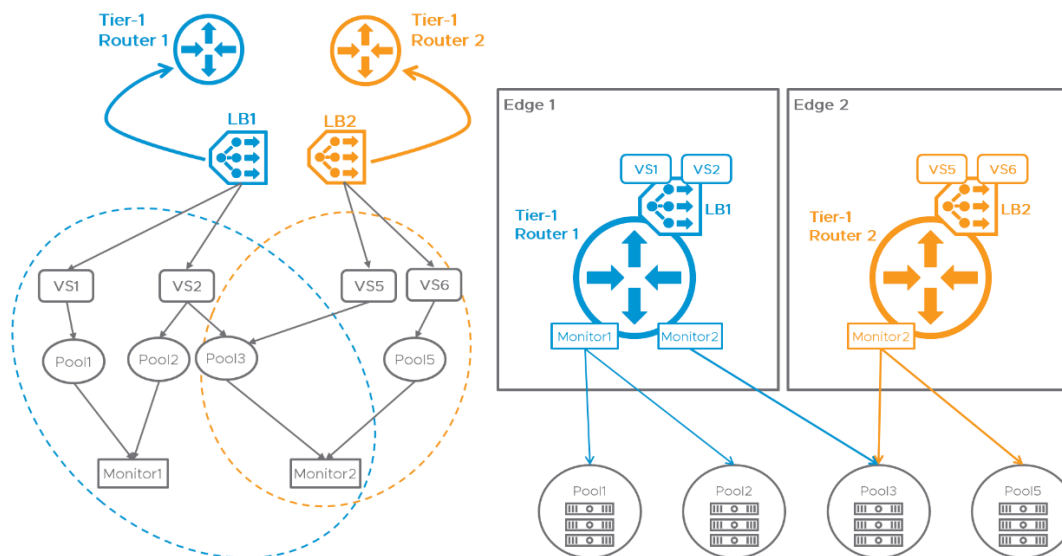 Tier-1
Router 1
Tier-1
Router 2
LB1
LB2
VS1
VS2
VS5
VS6
Pool1
Pool2
Pool3
Pool5
Monitor1
Monitor2
Edge 1
VS1
VS2
LB1
Tier-1
Router 1
Monitor1
Monitor2
Edge 2
VS5
VS6
LB2
Tier-1
Router 2
Monitor2
Pool1
Pool2
Pool3
Pool5